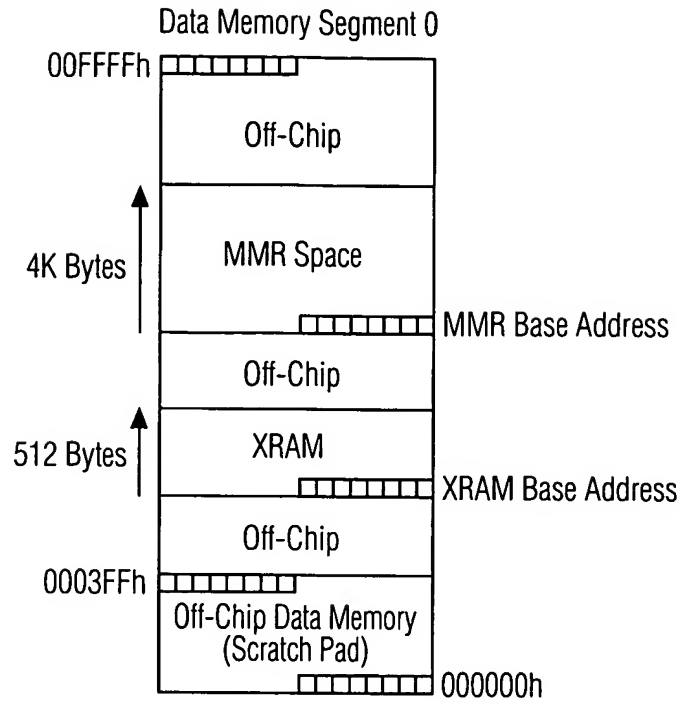 Data Memory Segment 0
00FFFFh
Off-Chip
4K Bytes
MMR Space
MMR Base Address
Off-Chip
512 Bytes
XRAM
XRAM Base Address
Off-Chip
0003FFh
Off-Chip Data Memory
(Scratch Pad)
000000h